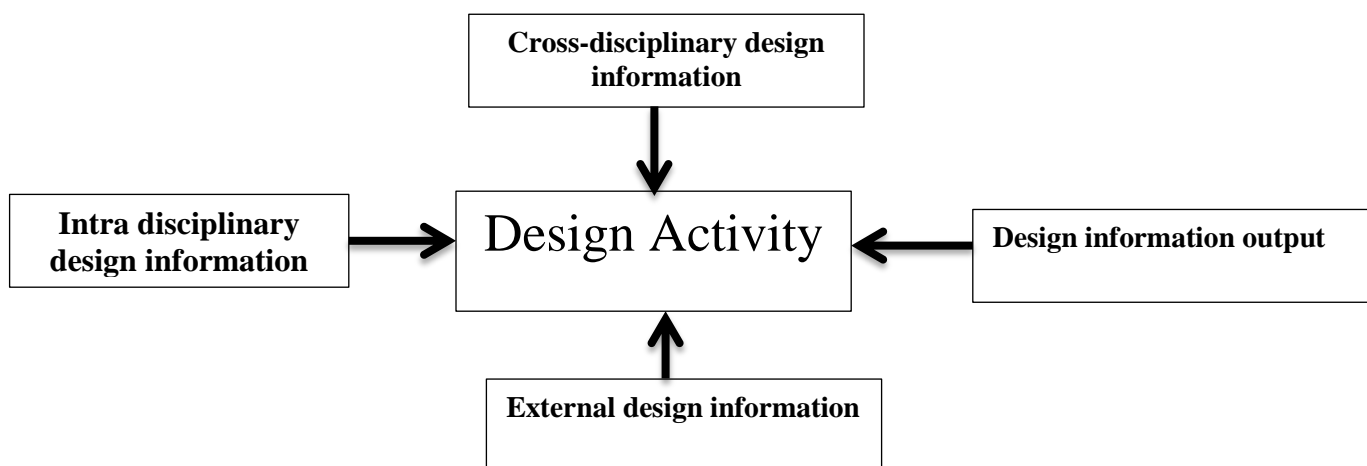 Cross-disciplinary design
information
Intra disciplinary
design information
Design Activity
Design information output
External design information